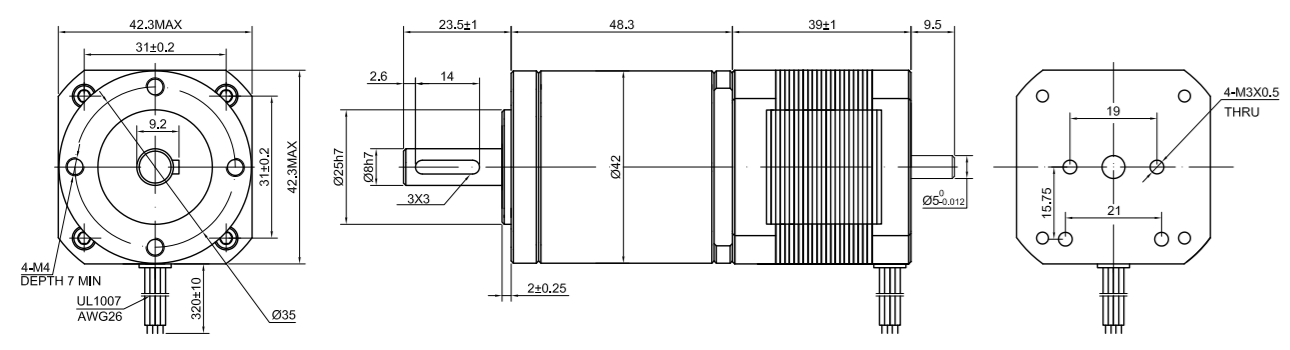 42.3MAX
31±0.2
9.2
31±0.2
42.3MAX
4-M4
DEPTH 7 MIN
UL1007
AWG26
320±10
Ø35
23.5±1
48.3
39±1
9.5
2.6
14
Ø25h7
Ø8h7
3X3
Ø42
2±0.25
Ø5 0
-0.012
4-M3X0.5
THRU
19
15.75
21